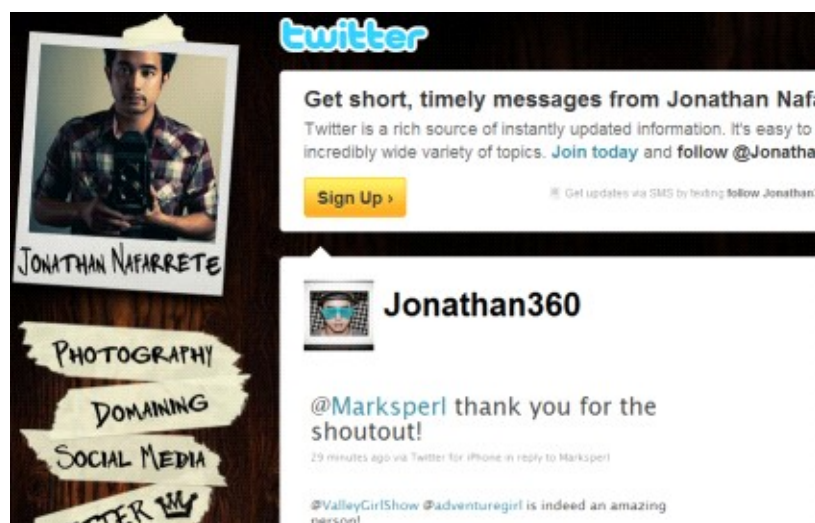 twitter
Get short, timely messages from Jonathan
Twitter is a rich source of instantly updated information. It's easy to
incredibly wide variety of topics. Join today and follow
Sign Up ›
Get updates via SMS by texting follow
JONATHAN NAFARRETE
Jonathan360
PHOTOGRAPHY
DOMAINING
SOCIAL MEDIA
@Marksperl thank you for the
shoutout!
29 minutes ago via Twitter for iPhone in reply to Marksperl
@ValleyGirlShow @adventuregirl is indeed an amazing
person!